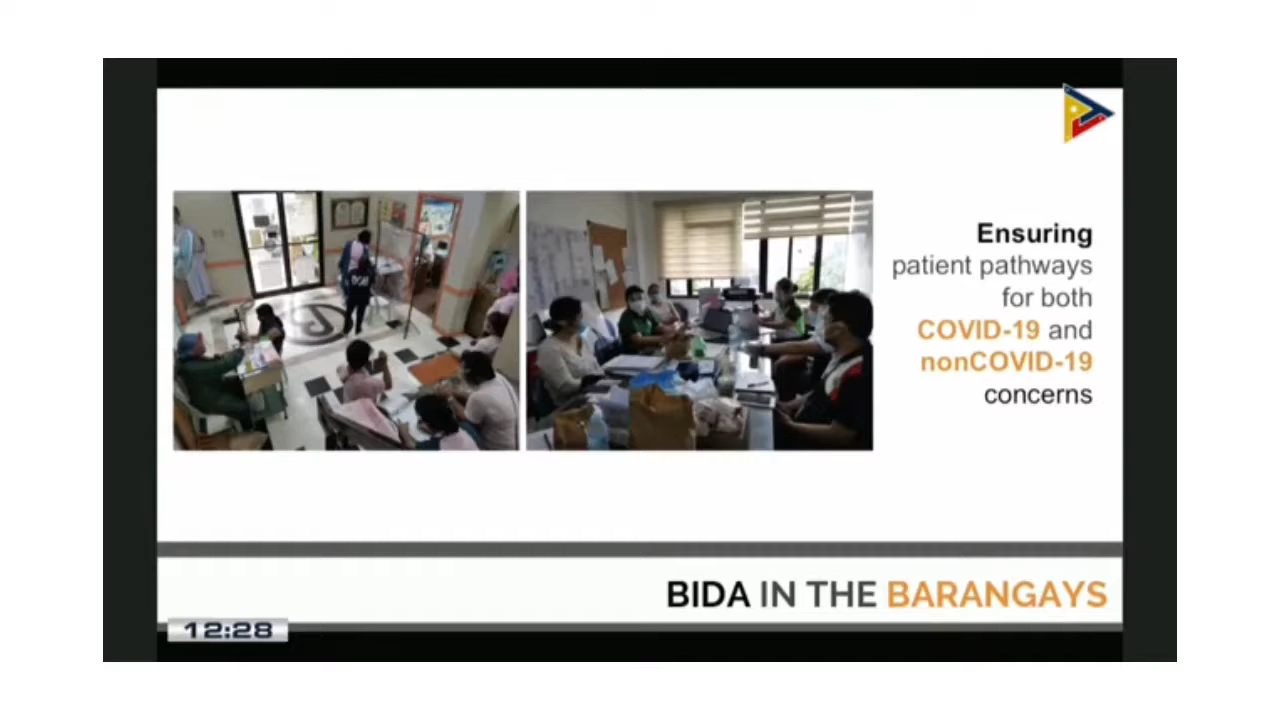 Ensuring
patient pathways
for both
COVID-19 and
nonCOVID-19
concerns
BIDA IN THE BARANGAYS
12:28